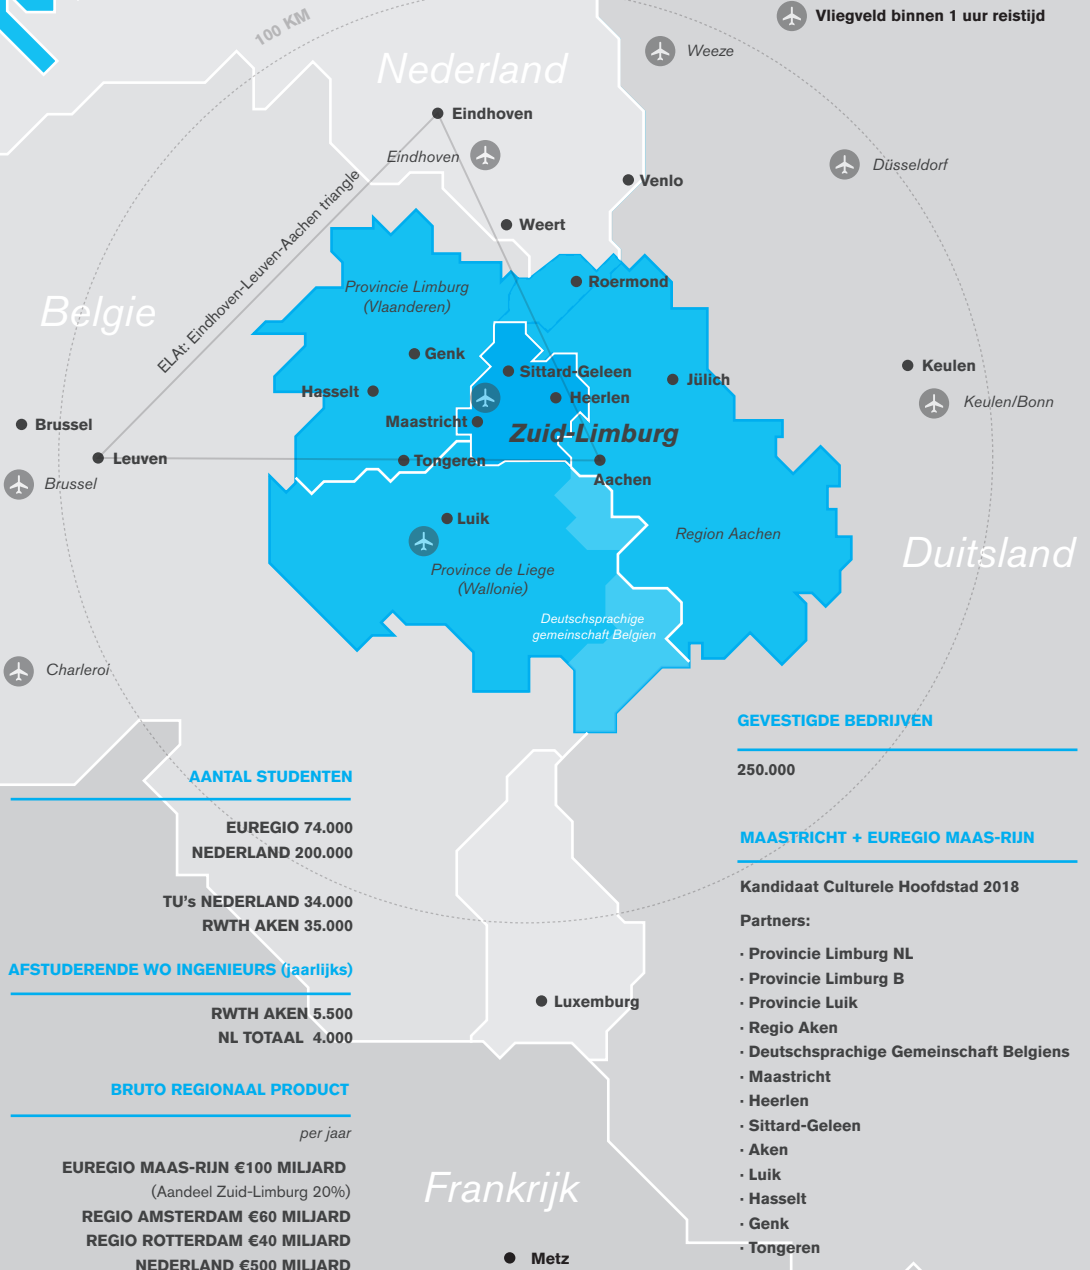 100 KM
Vliegveld binnen 1 uur reistijd
Weeze
Nederland
Eindhoven
Eindhoven
Düsseldorf
Venlo
ELAt: Eindhoven-Leuven-Aachen triangle
Weert
Provincie Limburg
(Vlaanderen)
Roermond
Belgie
Genk
Sittard-Geleen
Jülich
Keulen
Hasselt
Heerlen
Keulen/Bonn
Brussel
Maastricht
Zuid-Limburg
Leuven
Tongeren
Aachen
Brussel
Luik
Region Aachen
Duitsland
Province de Liege
(Wallonie)
Deutschsprachige
gemeinschaft Belgien
Charleroi
AANTAL STUDENTEN
EUREGIO 74.000
NEDERLAND 200.000
TU's NEDERLAND 34.000
RWTH AKEN 35.000
AFSTUDERENDE WO INGENIEURS (jaarlijks)
RWTH AKEN 5.500
NL TOTAAL 4.000
BRUTO REGIONAAL PRODUCT
per jaar
EUREGIO MAAS-RIJN €100 MILJARD
(Aandeel Zuid-Limburg 20%)
REGIO AMSTERDAM €60 MILJARD
REGIO ROTTERDAM €40 MILJARD
NEDERLAND €500 MILJARD
Luxemburg
Frankrijk
Metz
GEVESTIGDE BEDRIJVEN
250.000
MAASTRICHT + EUREGIO MAAS-RIJN
Kandidaat Culturele Hoofdstad 2018
Partners:
· Provincie Limburg NL
· Provincie Limburg B
· Provincie Luik
· Regio Aken
· Deutschsprachige Gemeinschaft Belgiens
· Maastricht
· Heerlen
· Sittard-Geleen
· Aken
· Luik
· Hasselt
· Genk
· Tongeren